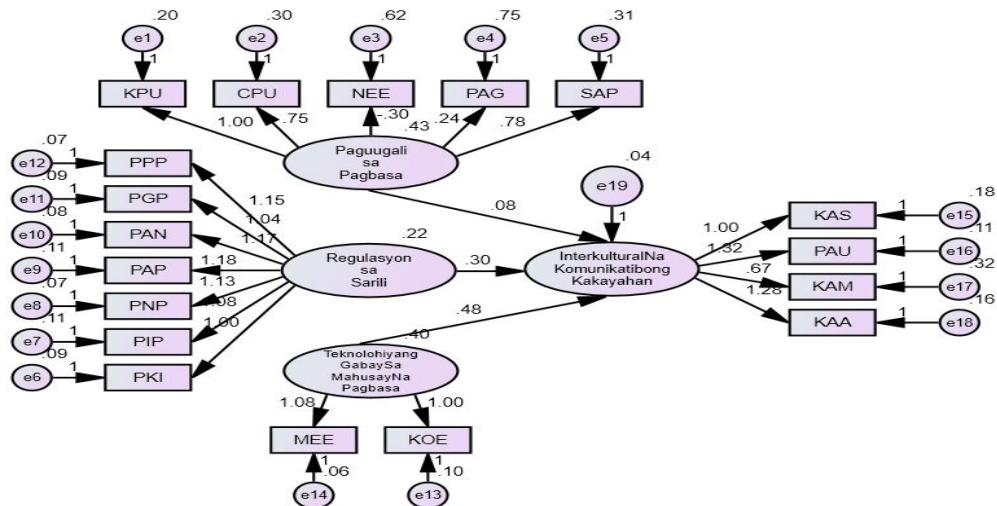 .20
.30
.62
.75
.31
e1
e2
e3
e4
e5
1
1
1
1
1
KPU
CPU
NEE
PAG
SAP
1.00
.75
-.30
.43
.24
.78
Paguugali
sa
Pagbasa
.07
e12
1
PPP
.09
e11
1
PGP
.08
e10
1
PAN
.11
e9
1
PAP
.07
e8
1
PNP
.11
e7
1
PIP
.09
e6
1
PKI
1.15
1.04
1.17
1.18
1.13
1.08
1.00
.22
Regulasyon
sa
Sarili
.08
.30
.48
.04
e19
1
InterkulturalNa
Komunikatibong
Kakayahan
1.00
1.32
.67
1.28
KAS
1
e15
.18
PAU
1
e16
.11
KAM
1
e17
.32
KAA
1
e18
.16
.40
Teknolohiyang
GabaySa
MahusayNa
Pagbasa
1.08
1.00
MEE
KOE
1
.06
1
.10
e14
e13